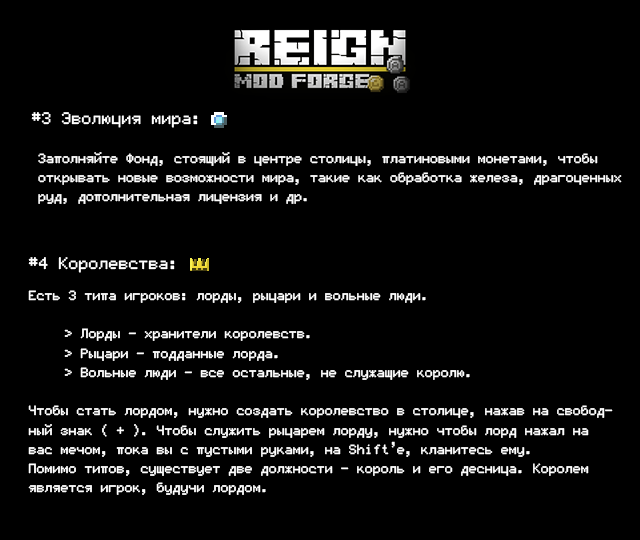 REIGN
MOD FORGE
#3 Эволюция мира:
Заполняйте Фонд, стоящий в центре столицы, платиновыми монетами, чтобы
открывать новые возможности мира, такие как обработка железа, драгоценных
руд, дополнительная лицензия и др.
#4 Королевства:
Есть 3 типа игроков: лорды, рыцари и вольные люди.
> Лорды - хранители королевств.
> Рыцари - подданные лорда.
> Вольные люди - все остальные, не служащие королю.
Чтобы стать лордом, нужно создать королевство в столице, нажав на свобод-
ный знак ( + ). Чтобы служить рыцарем лорду, нужно чтобы лорд нажал на
вас мечом, пока вы с пустыми руками, на Shift'е, кланитесь ему.
Помимо типов, существует две должности - король и его десница. Королем
является игрок, будучи лордом.